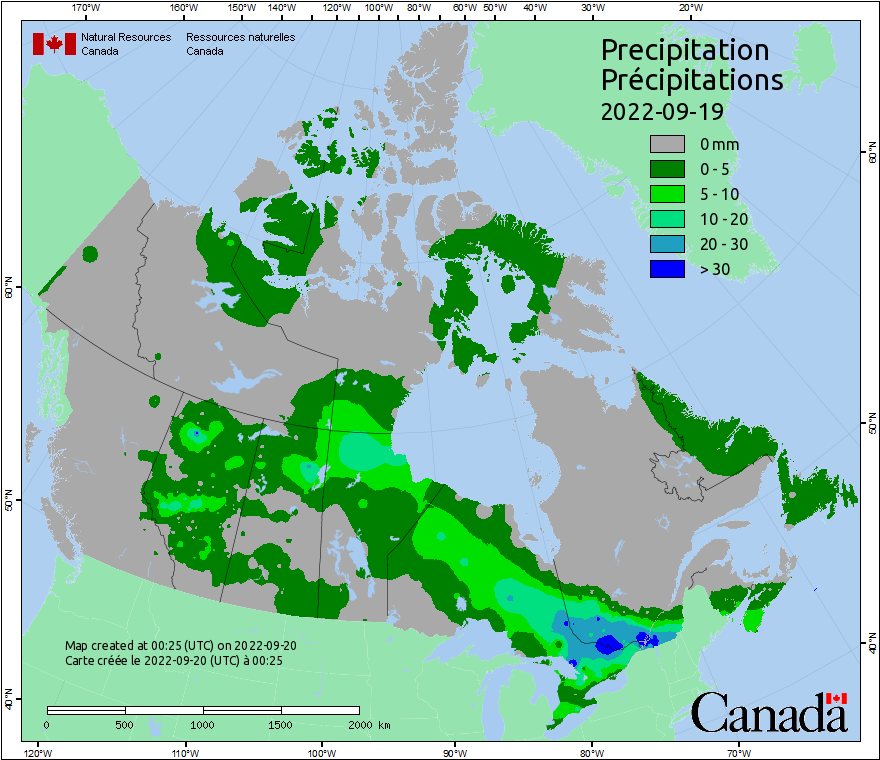 170°W 160°W 150°W 140°W 130°W 120°W 110°W 100°W 90°W 80°W 70°W 60°W 50°W 40°W 30°W 20°W
Natural Resources Ressources naturelles
Canada Canada
Precipitation
Précipitations
2022-09-19
0 mm
0 - 5
5 - 10
10 - 20
20 - 30
> 30
60°N 60°N
50°N 50°N
40°N 40°N
Map created at 00:25 (UTC) on 2022-09-20
Carte créée le 2022-09-20 (UTC) à 00:25
0 500 1000 1500 2000 km
Canada
120°W 110°W 100°W 90°W 80°W 70°W